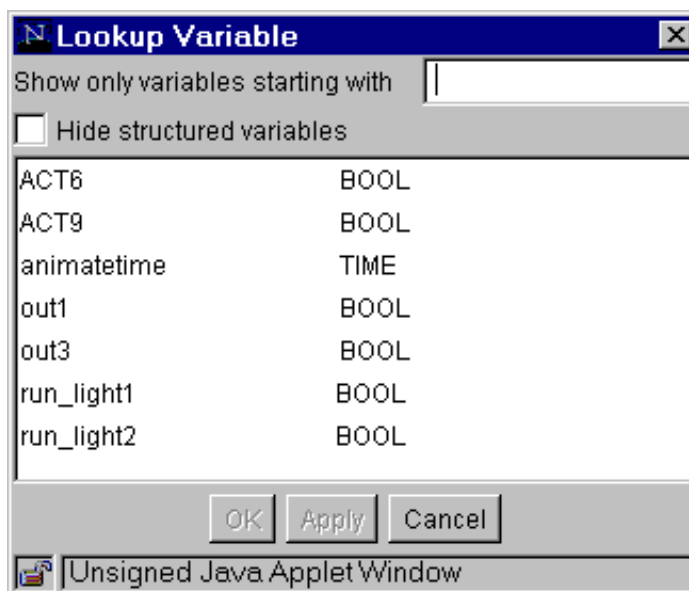 Lookup Variable
Show only variables starting with
Hide structured variables
ACT6 BOOL
ACT9 BOOL
animatetime TIME
out1 BOOL
out3 BOOL
run_light1 BOOL
run_light2 BOOL
OK Apply Cancel
Unsigned Java Applet Window